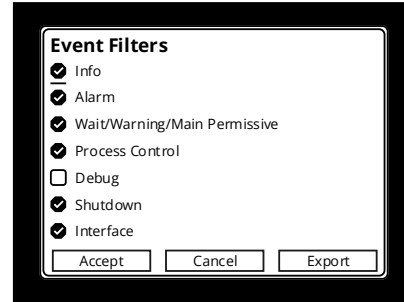 Event Filters
Info
Alarm
Wait/Warning/Main Permissive
Process Control
Debug
Shutdown
Interface
Accept Cancel Export